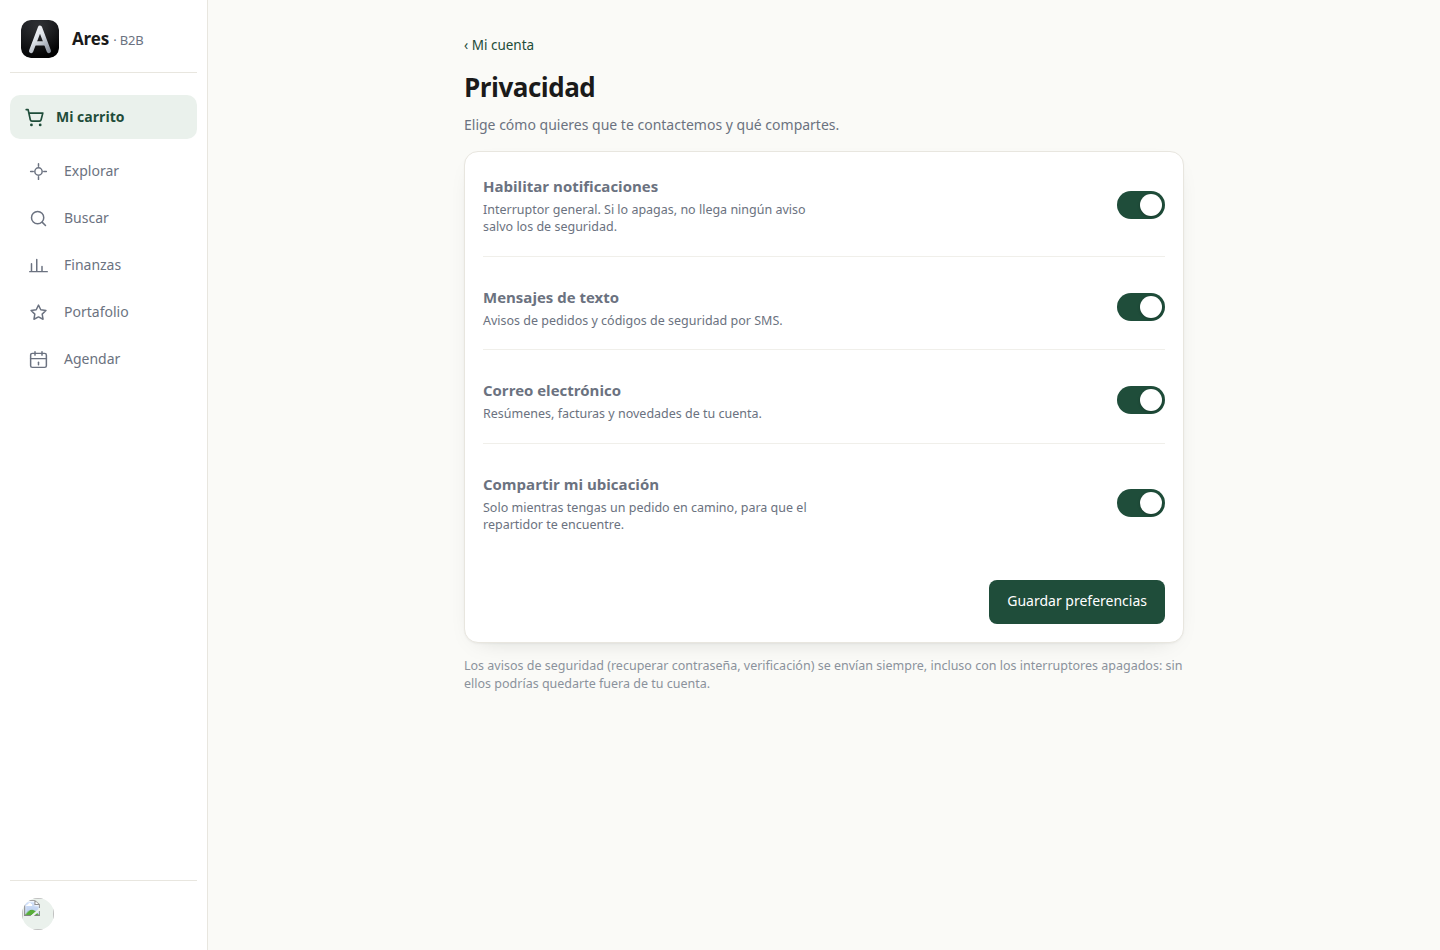 Ares · B2B
Mi carrito
Explorar
Buscar
Finanzas
Portafolio
Agendar
‹ Mi cuenta
Privacidad
Elige cómo quieres que te contactemos y qué compartes.
Habilitar notificaciones
Interruptor general. Si lo apagas, no llega ningún aviso
salvo los de seguridad.
Mensajes de texto
Avisos de pedidos y códigos de seguridad por SMS.
Correo electrónico
Resúmenes, facturas y novedades de tu cuenta.
Compartir mi ubicación
Solo mientras tengas un pedido en camino, para que el
repartidor te encuentre.
Guardar preferencias
Los avisos de seguridad (recuperar contraseña, verificación) se envían siempre, incluso con los interruptores apagados: sin
ellos podrías quedarte fuera de tu cuenta.